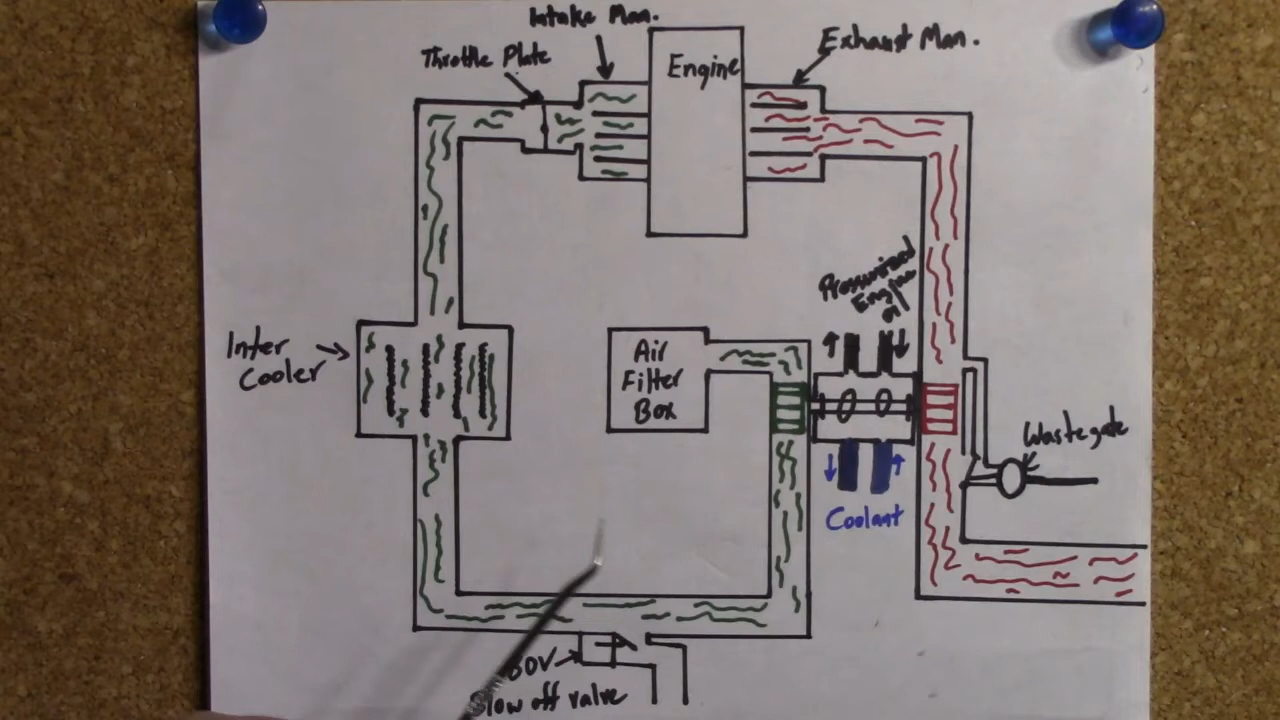 Intake Man.
Throttle Plate
Engine
Exhaust Man.
Pressurized
Engine
oil
Inter
Cooler
Air
Filter
Box
Wastegate
Coolant
BOV
Blow off valve